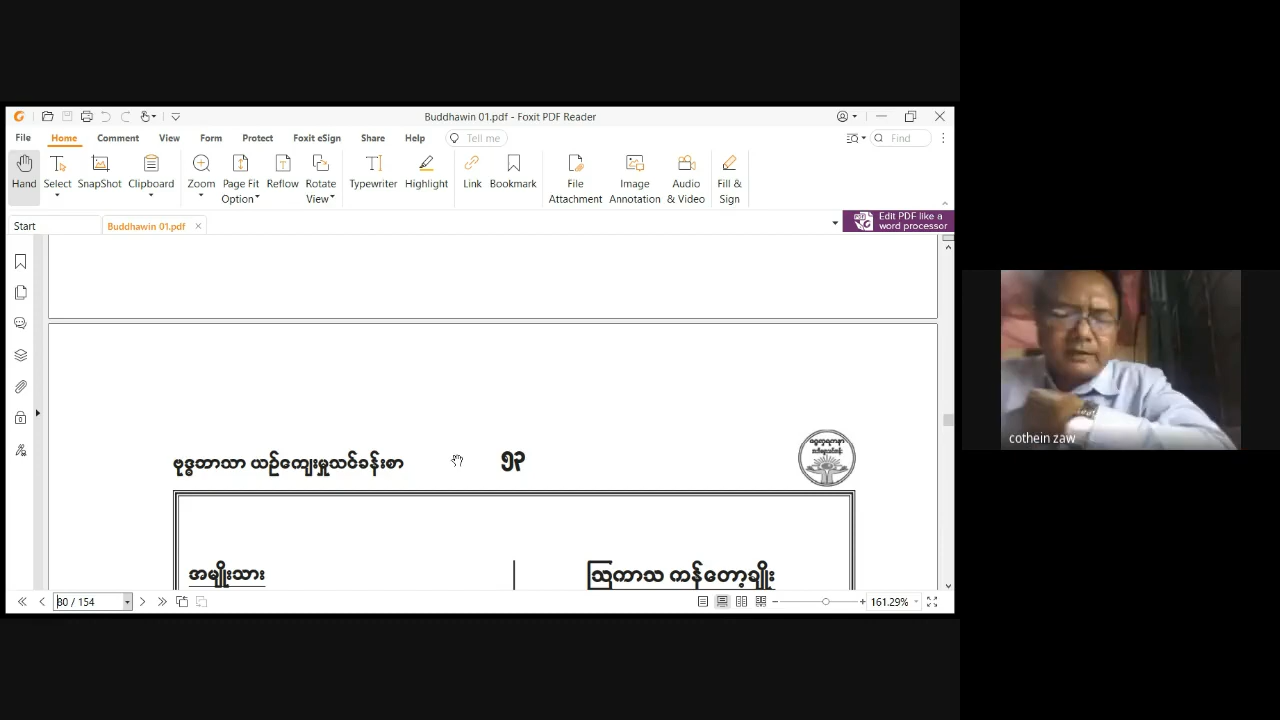 Buddhawin 01.pdf - Foxit PDF Reader
File Home Comment View Form Protect Foxit eSign Share Help Tell me Find
Hand Select SnapShot Clipboard Zoom Page Fit Option Reflow Rotate View Typewriter Highlight Link Bookmark File Attachment Image Annotation Audio & Video Fill & Sign
Start Buddhawin 01.pdf
Edit PDF like a
word processor
ဗုဒ္ဓဘာသာ ယဉ်ကျေးမှုသင်ခန်းစာ ၅၃
အမျိုးသား
ဩကာသ ကန်တော့ချိုး
80 / 154
161.29%
cothein zaw